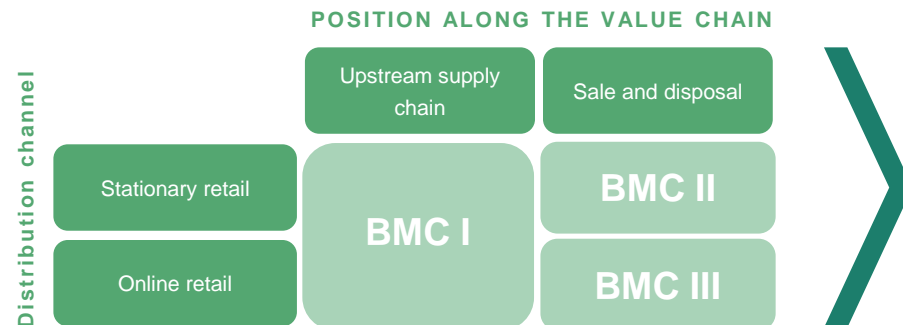 POSITION ALONG THE VALUE CHAIN
Distribution channel
Upstream supply
chain
Sale and disposal
Stationary retail
BMC I
BMC II
Online retail
BMC III